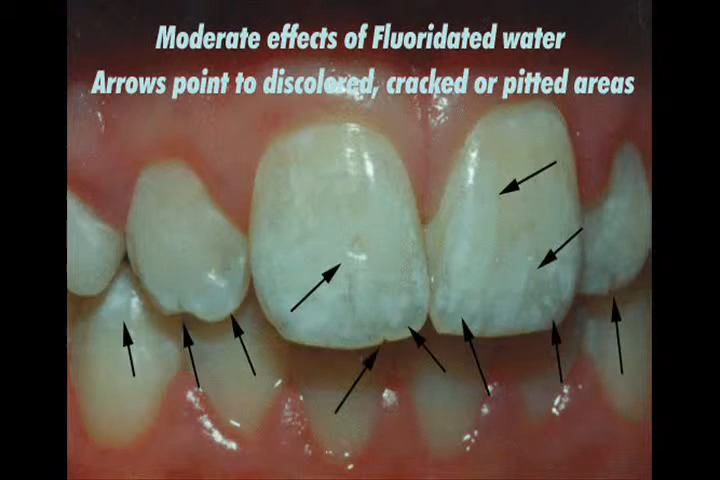 Moderate effects of Fluoridated water
Arrows point to discolored, cracked or pitted areas